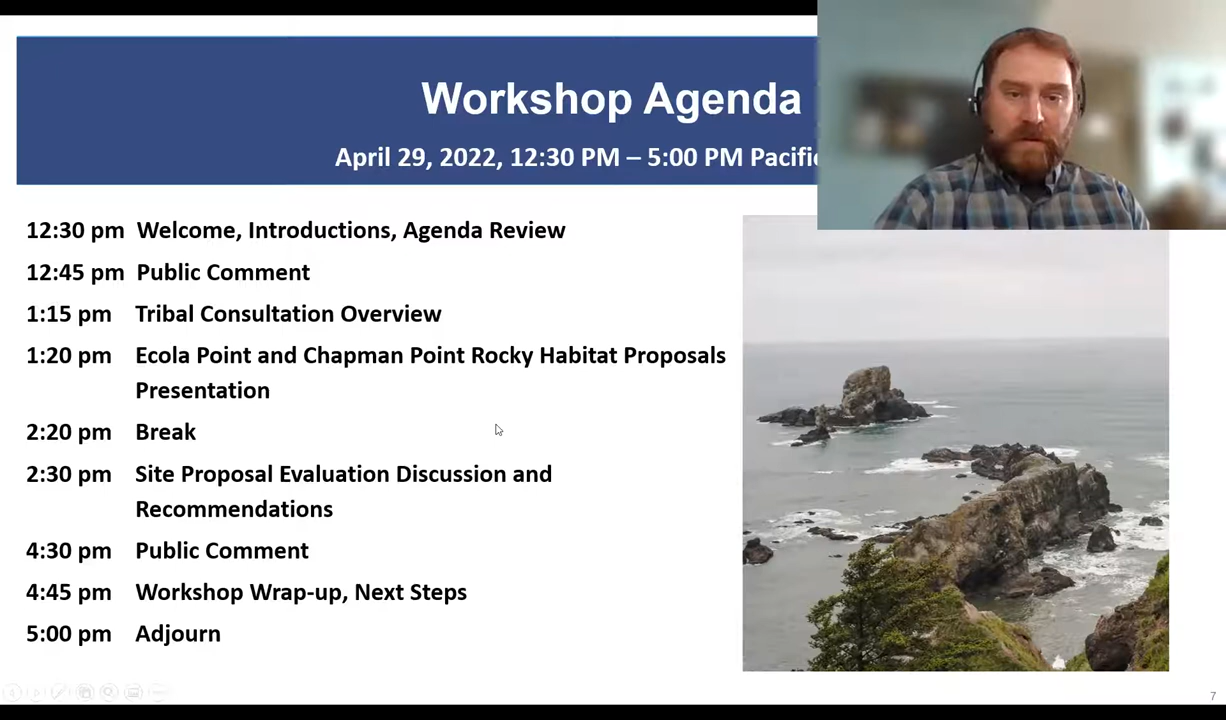 Workshop Agenda
April 29, 2022, 12:30 PM – 5:00 PM Pacific
12:30 pm Welcome, Introductions, Agenda Review
12:45 pm Public Comment
1:15 pm Tribal Consultation Overview
1:20 pm Ecola Point and Chapman Point Rocky Habitat Proposals
Presentation
2:20 pm Break
2:30 pm Site Proposal Evaluation Discussion and
Recommendations
4:30 pm Public Comment
4:45 pm Workshop Wrap-up, Next Steps
5:00 pm Adjourn
7